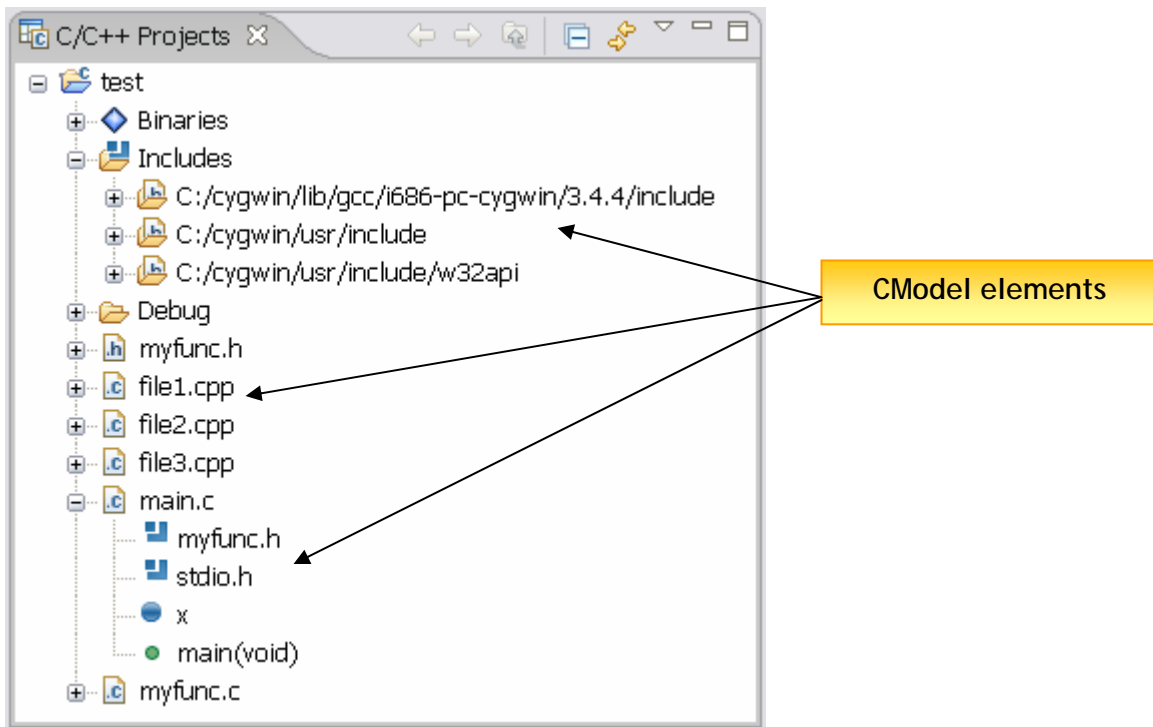 C/C++ Projects
test
Binaries
Includes
C:/cygwin/lib/gcc/i686-pc-cygwin/3.4.4/include
C:/cygwin/usr/include
C:/cygwin/usr/include/w32api
Debug
myfunc.h
file1.cpp
file2.cpp
file3.cpp
main.c
myfunc.h
stdio.h
x
main(void)
myfunc.c
CModel elements